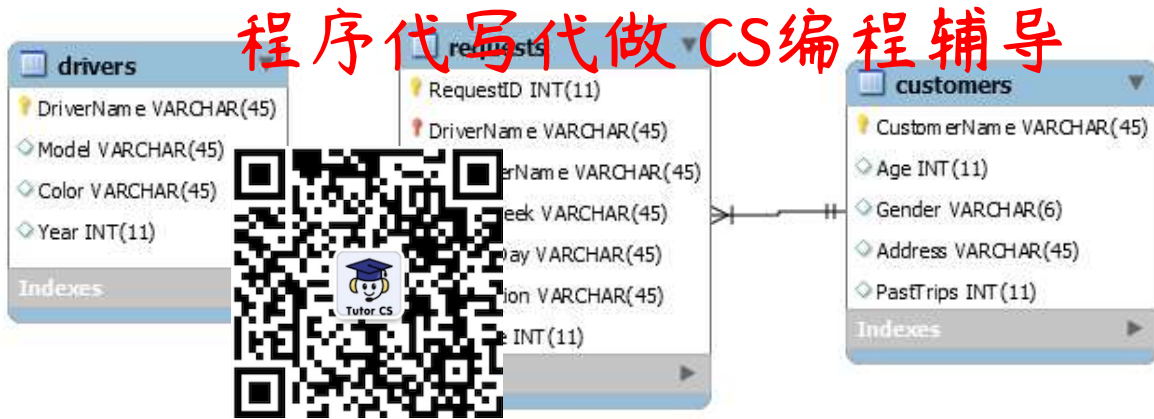 程序代写代做 CS编程辅导
drivers
DriverName VARCHAR(45)
Model VARCHAR(45)
Color VARCHAR(45)
Year INT(11)
Indexes
Tutor CS
requests
RequestID INT(11)
DriverName VARCHAR(45)
erName VARCHAR(45)
eek VARCHAR(45)
Day VARCHAR(45)
ion VARCHAR(45)
e INT(11)
customers
CustomerName VARCHAR(45)
Age INT(11)
Gender VARCHAR(6)
Address VARCHAR(45)
PastTrips INT(11)
Indexes